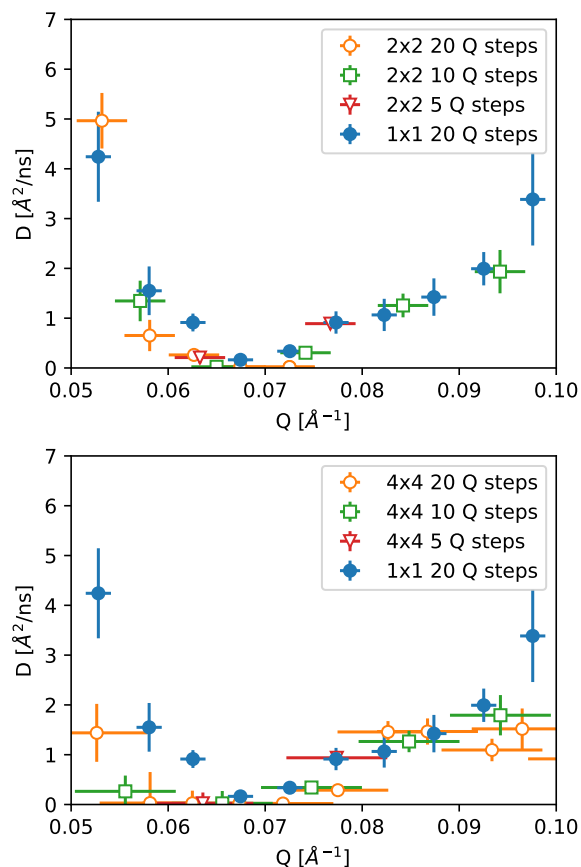 7
6
5
4
3
2
1
0
D [Å²/ns]
2x2 20 Q steps
2x2 10 Q steps
2x2 5 Q steps
1x1 20 Q steps
0.05 0.06 0.07 0.08 0.09 0.10
Q [Å⁻¹]
7
6
5
4
3
2
1
0
D [Å²/ns]
4x4 20 Q steps
4x4 10 Q steps
4x4 5 Q steps
1x1 20 Q steps
0.05 0.06 0.07 0.08 0.09 0.10
Q [Å⁻¹]